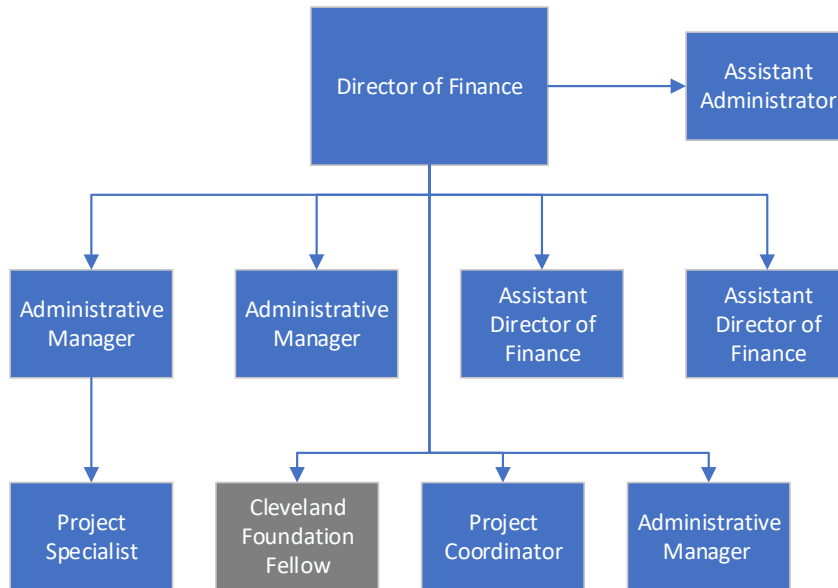 Director of Finance
Assistant
Administrator
Administrative
Manager
Administrative
Manager
Assistant
Director of
Finance
Assistant
Director of
Finance
Project
Specialist
Cleveland
Foundation
Fellow
Project
Coordinator
Administrative
Manager